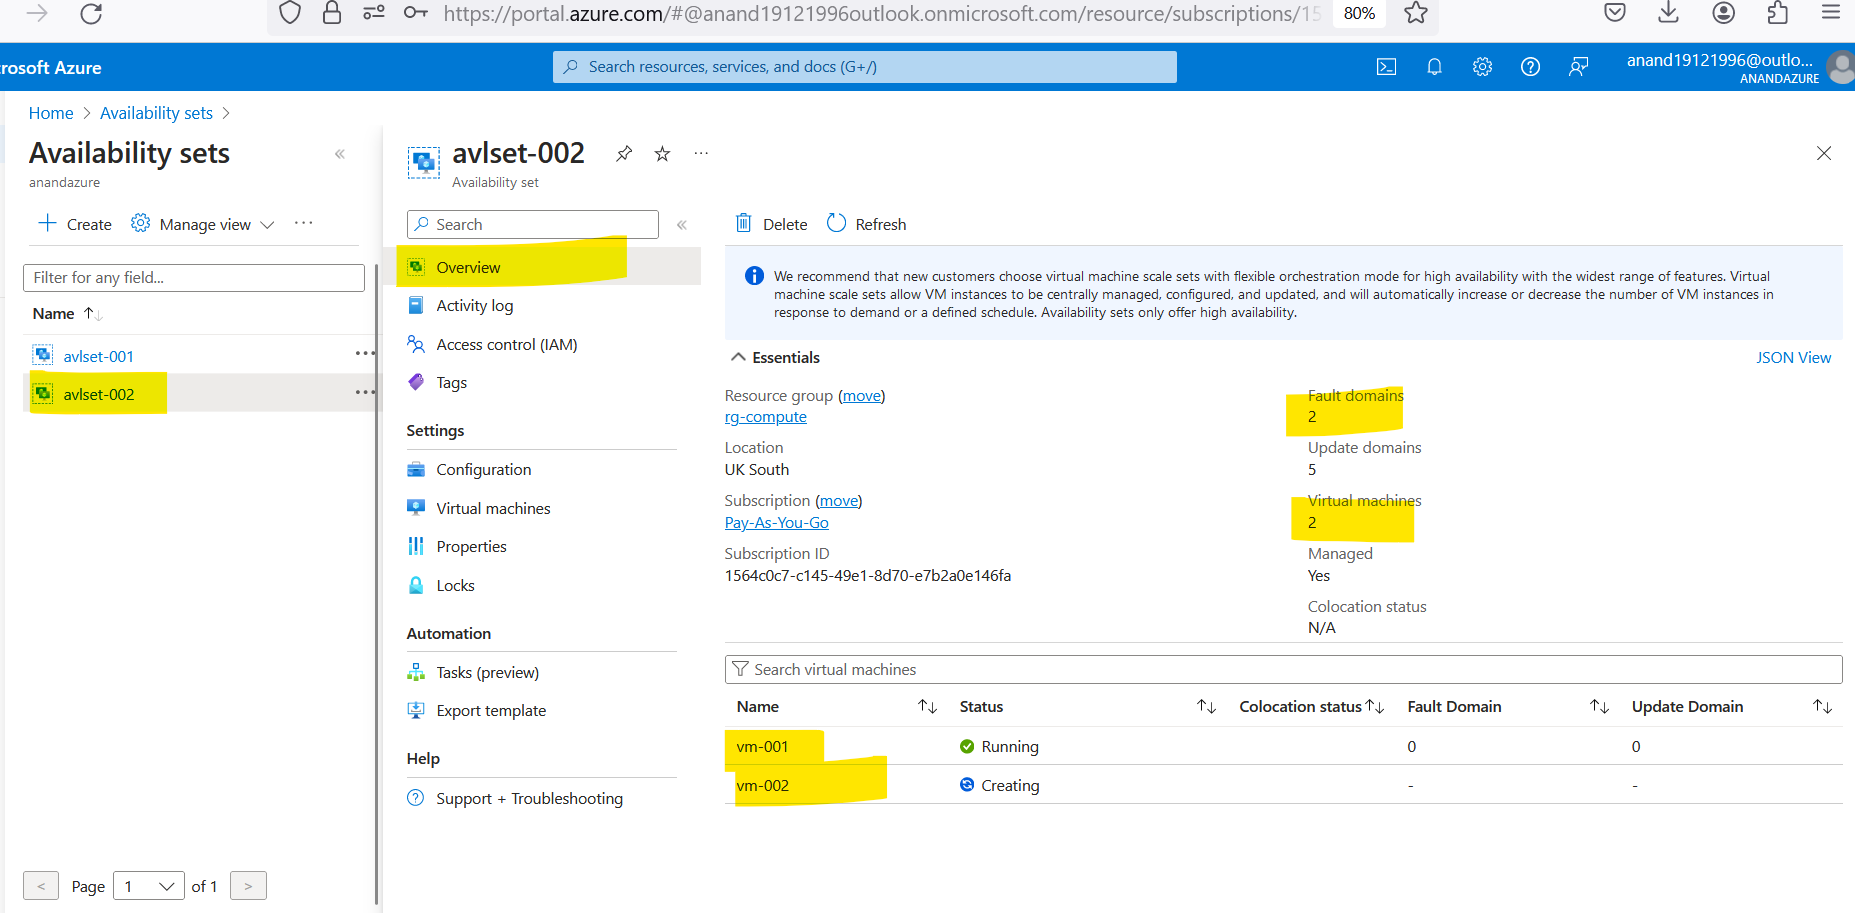 https://portal.azure.com/#@anand19121996outlook.onmicrosoft.com/resource/subscriptions/15
80%
rosoft Azure
Search resources, services, and docs (G+/)
anand19121996@outlo...
ANANDAZURE
Home > Availability sets >
Availability sets
anandazure
Create
Manage view
...
Filter for any field...
Name
avlset-001
avlset-002
< Page 1 of 1 >
avlset-002
Availability set
Search
Overview
Activity log
Access control (IAM)
Tags
Settings
Configuration
Virtual machines
Properties
Locks
Automation
Tasks (preview)
Export template
Help
Support + Troubleshooting
Delete
Refresh
We recommend that new customers choose virtual machine scale sets with flexible orchestration mode for high availability with the widest range of features. Virtual
machine scale sets allow VM instances to be centrally managed, configured, and updated, and will automatically increase or decrease the number of VM instances in
response to demand or a defined schedule. Availability sets only offer high availability.
Essentials
JSON View
Resource group (move)
rg-compute
Location
UK South
Subscription (move)
Pay-As-You-Go
Subscription ID
1564c0c7-c145-49e1-8d70-e7b2a0e146fa
Fault domains
2
Update domains
5
Virtual machines
2
Managed
Yes
Colocation status
N/A
Search virtual machines
Name Status Colocation status Fault Domain Update Domain
vm-001 Running 0 0
vm-002 Creating - -